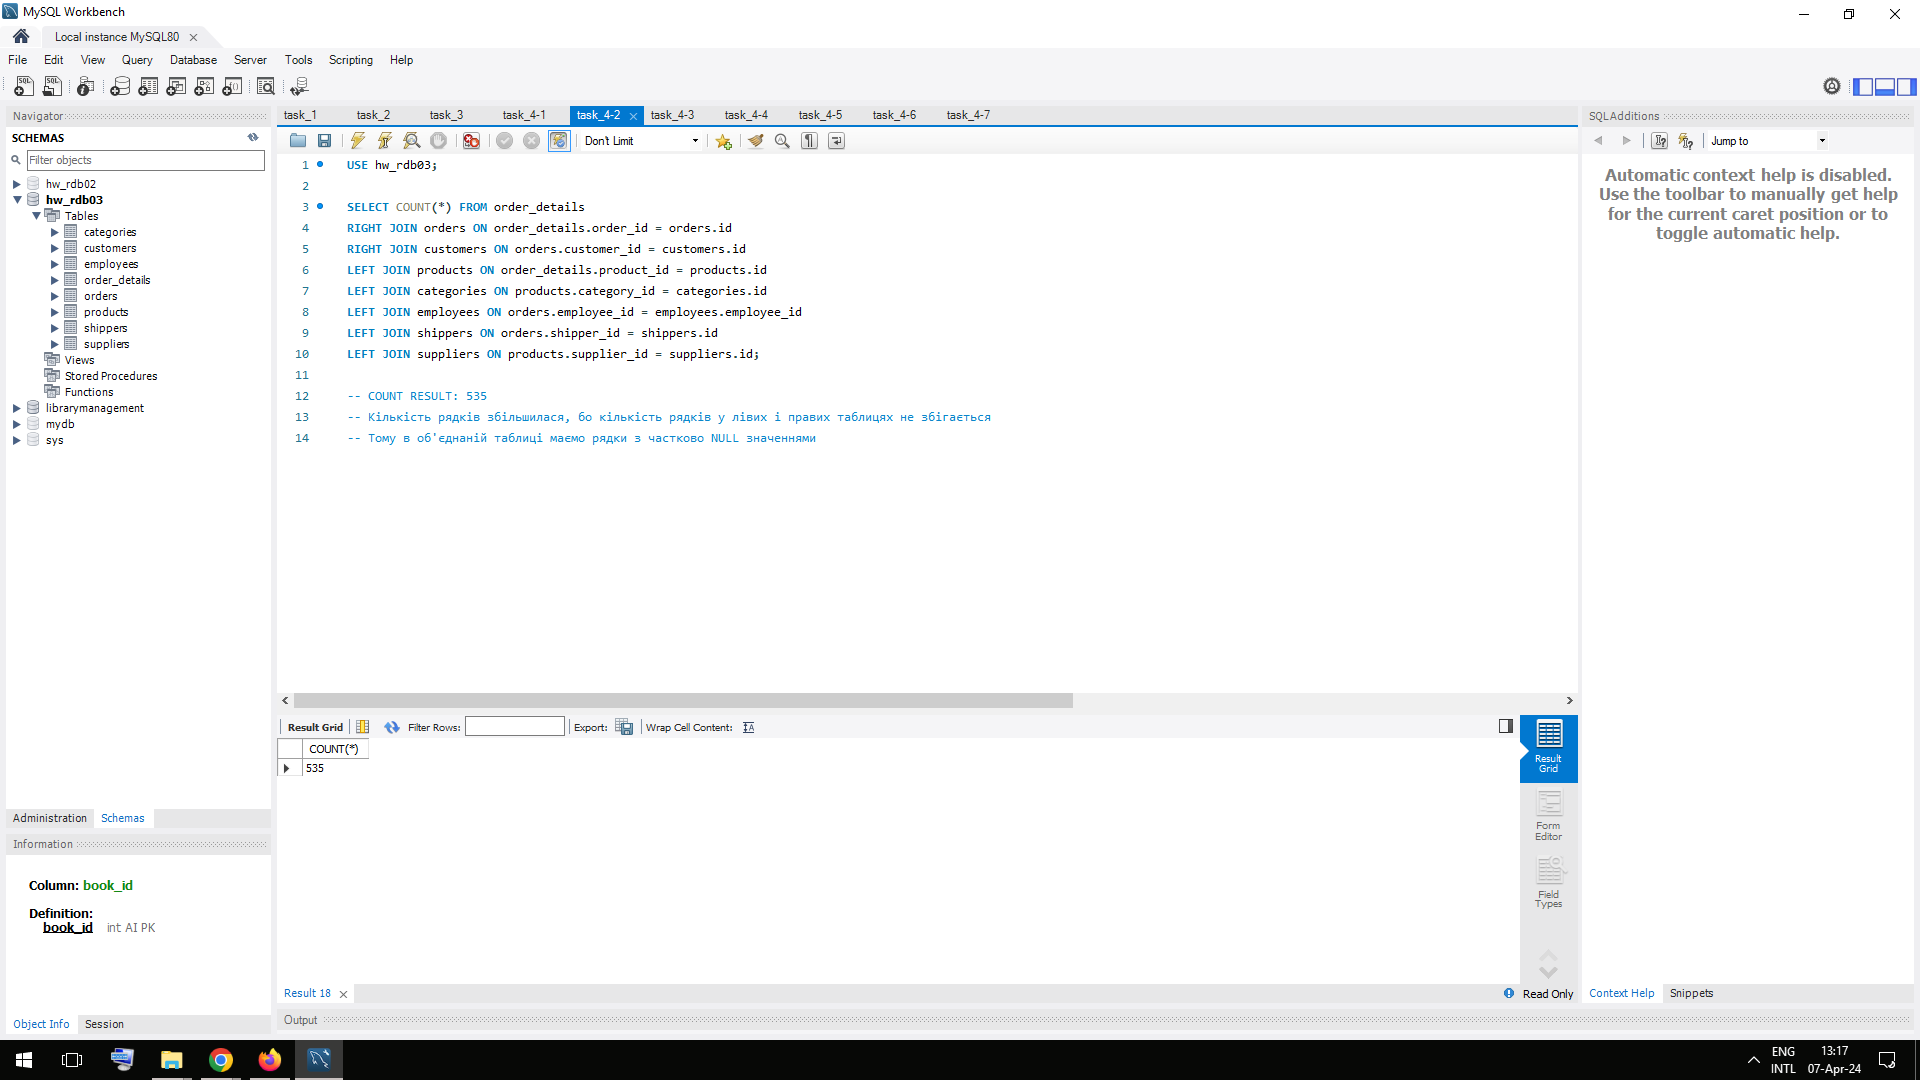 MySQL Workbench
Local instance MySQL80
File Edit View Query Database Server Tools Scripting Help
Navigator
SCHEMAS
Filter objects
hw_rdb02
hw_rdb03
Tables
categories
customers
employees
order_details
orders
products
shippers
suppliers
Views
Stored Procedures
Functions
librarymanagement
mydb
sys
Administration Schemas
Information
Column: book_id
Definition:
book_id int AI PK
Object Info Session
task_1 task_2 task_3 task_4-1 task_4-2 task_4-3 task_4-4 task_4-5 task_4-6 task_4-7
Don't Limit
1 USE hw_rdb03;
2
3 SELECT COUNT(*) FROM order_details
4 RIGHT JOIN orders ON order_details.order_id = orders.id
5 RIGHT JOIN customers ON orders.customer_id = customers.id
6 LEFT JOIN products ON order_details.product_id = products.id
7 LEFT JOIN categories ON products.category_id = categories.id
8 LEFT JOIN employees ON orders.employee_id = employees.employee_id
9 LEFT JOIN shippers ON orders.shipper_id = shippers.id
10 LEFT JOIN suppliers ON products.supplier_id = suppliers.id;
11
12 -- COUNT RESULT: 535
13 -- Кількість рядків збільшилася, бо кількість рядків у лівих і правих таблицях не збігається
14 -- Тому в об'єднаній таблиці маємо рядки з частково NULL значеннями
Result Grid Filter Rows: Export: Wrap Cell Content:
COUNT(*)
535
Result
Grid
Form
Editor
Field
Types
Result 18
Read Only
Output
SQLAdditions
Jump to
Automatic context help is disabled.
Use the toolbar to manually get help
for the current caret position or to
toggle automatic help.
Context Help Snippets
ENG
INTL
13:17
07-Apr-24